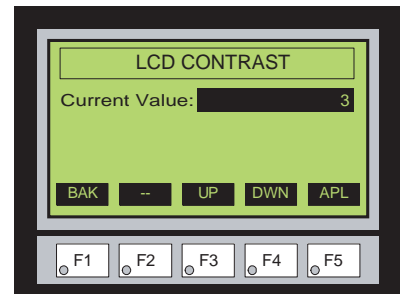 LCD CONTRAST
Current Value: 3
BAK -- UP DWN APL
F1 F2 F3 F4 F5